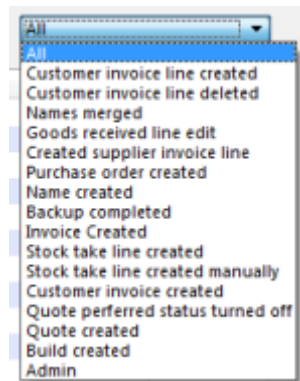 All
All
Customer invoice line created
Customer invoice line deleted
Names merged
Goods received line edit
Created supplier invoice line
Purchase order created
Name created
Backup completed
Invoice Created
Stock take line created
Stock take line created manually
Customer invoice created
Quote perferred status turned off
Quote created
Build created
Admin